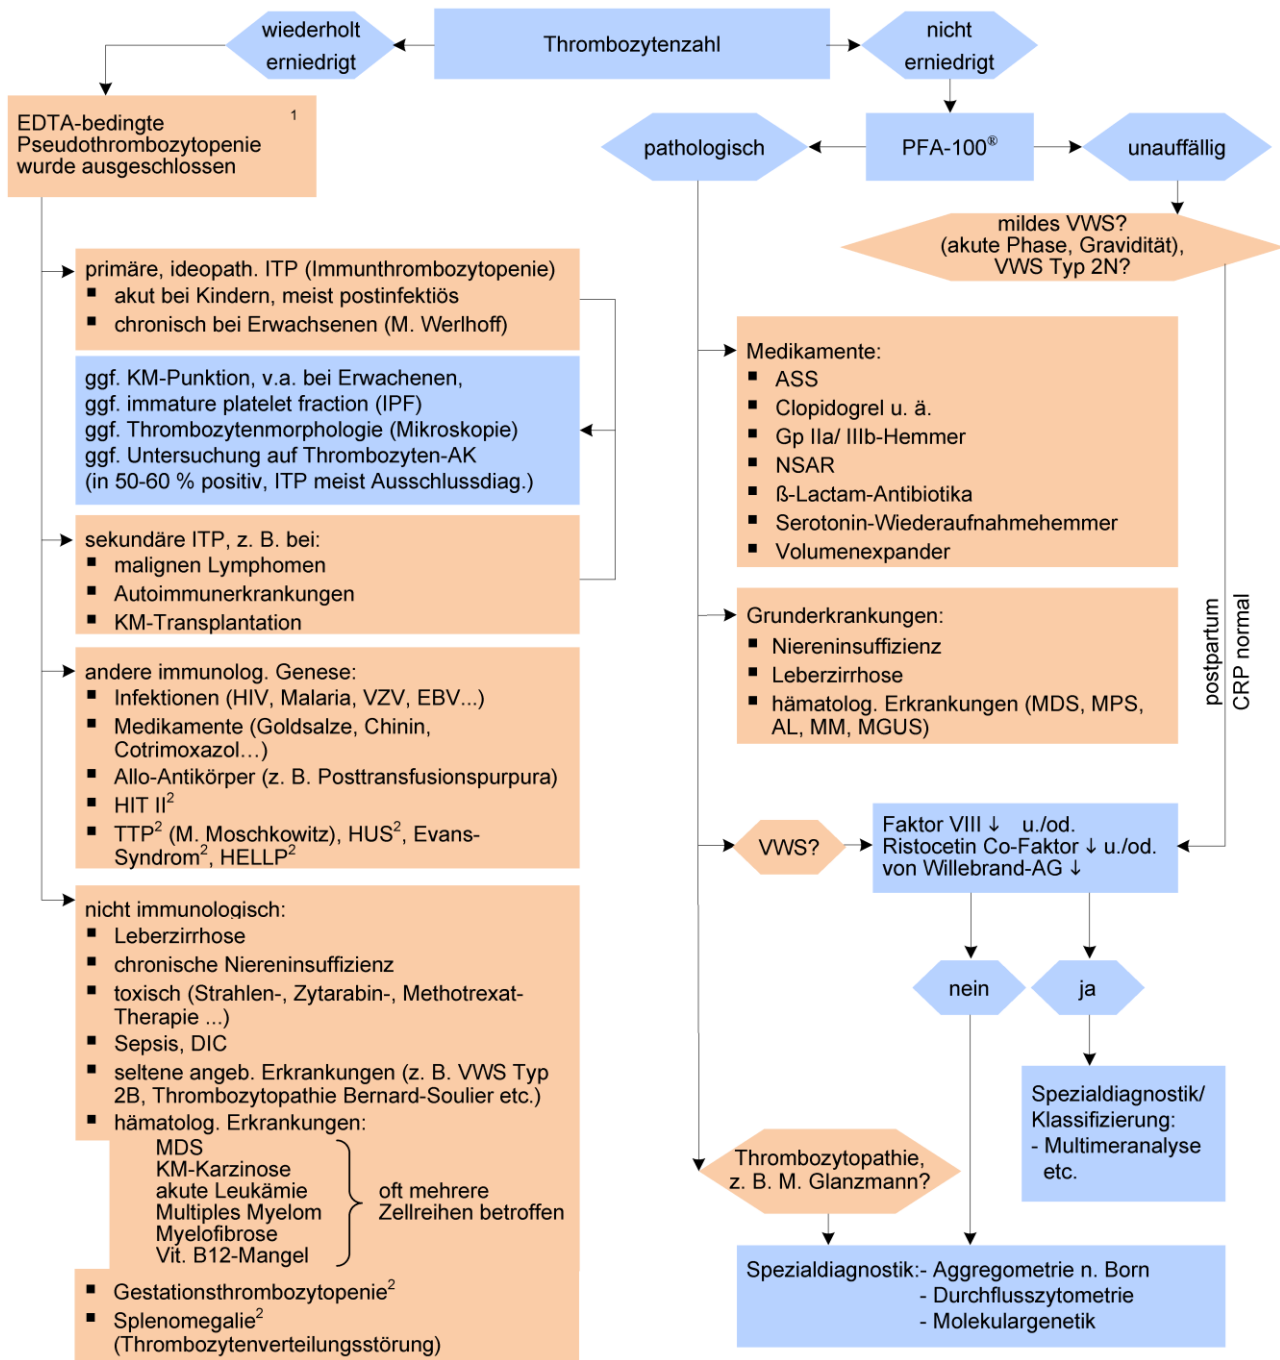 wiederholt
erniedrigt
Thrombozytenzahl
nicht
erniedrigt
EDTA-bedingte 1
Pseudothrombozytopenie
wurde ausgeschlossen
pathologisch
PFA-100®
unauffällig
mildes VWS?
(akute Phase, Gravidität),
VWS Typ 2N?
primäre, ideopath. ITP (Immunthrombozytopenie)
■ akut bei Kindern, meist postinfektiös
■ chronisch bei Erwachsenen (M. Werlhoff)
ggf. KM-Punktion, v.a. bei Erwachenen,
ggf. immature platelet fraction (IPF)
ggf. Thrombozytenmorphologie (Mikroskopie)
ggf. Untersuchung auf Thrombozyten-AK
(in 50-60 % positiv, ITP meist Ausschlussdiag.)
sekundäre ITP, z. B. bei:
■ malignen Lymphomen
■ Autoimmunerkrankungen
■ KM-Transplantation
andere immunolog. Genese:
■ Infektionen (HIV, Malaria, VZV, EBV...)
■ Medikamente (Goldsalze, Chinin,
Cotrimoxazol…)
■ Allo-Antikörper (z. B. Posttransfusionspurpura)
■ HIT II²
■ TTP² (M. Moschkowitz), HUS², Evans-
Syndrom², HELLP²
nicht immunologisch:
■ Leberzirrhose
■ chronische Niereninsuffizienz
■ toxisch (Strahlen-, Zytarabin-, Methotrexat-
Therapie ...)
■ Sepsis, DIC
■ seltene angeb. Erkrankungen (z. B. VWS Typ
2B, Thrombozytopathie Bernard-Soulier etc.)
■ hämatolog. Erkrankungen:
MDS
KM-Karzinose
akute Leukämie
Multiples Myelom
Myelofibrose
Vit. B12-Mangel
oft mehrere
Zellreihen betroffen
■ Gestationsthrombozytopenie²
■ Splenomegalie²
(Thrombozytenverteilungsstörung)
Medikamente:
■ ASS
■ Clopidogrel u. ä.
■ Gp IIa/ IIIb-Hemmer
■ NSAR
■ ß-Lactam-Antibiotika
■ Serotonin-Wiederaufnahmehemmer
■ Volumenexpander
Grunderkrankungen:
■ Niereninsuffizienz
■ Leberzirrhose
■ hämatolog. Erkrankungen (MDS, MPS,
AL, MM, MGUS)
postpartum
CRP normal
VWS?
Faktor VIII ↓ u./od.
Ristocetin Co-Faktor ↓ u./od.
von Willebrand-AG ↓
nein
ja
Spezialdiagnostik/
Klassifizierung:
- Multimeranalyse
etc.
Thrombozytopathie,
z. B. M. Glanzmann?
Spezialdiagnostik:- Aggregometrie n. Born
- Durchflusszytometrie
- Molekulargenetik